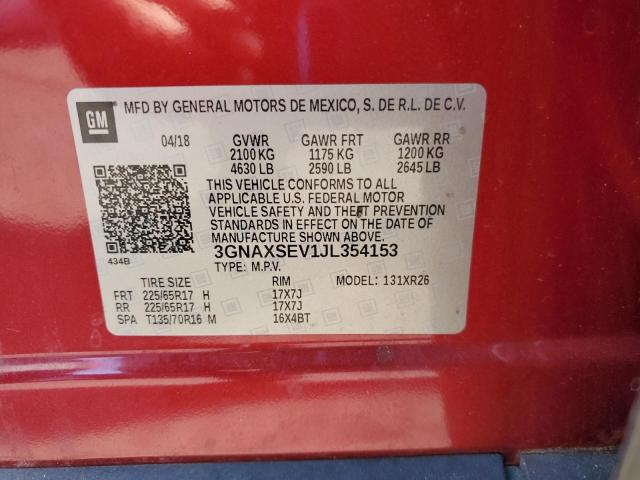 GM
MFD BY GENERAL MOTORS DE MEXICO, S. DE R.L. DE C.V.
04/18 GVWR GAWR FRT GAWR RR
2100 KG 1175 KG 1200 KG
4630 LB 2590 LB 2645 LB
THIS VEHICLE CONFORMS TO ALL
APPLICABLE U.S. FEDERAL MOTOR
VEHICLE SAFETY AND THEFT PREVENTION
STANDARDS IN EFFECT ON THE DATE OF
MANUFACTURE SHOWN ABOVE.
434B 3GNAXSEV1JL354153
TYPE: M.P.V.
TIRE SIZE RIM MODEL: 131XR26
FRT 225/65R17 H 17X7J
RR 225/65R17 H 17X7J
SPA T135/70R16 M 16X4BT